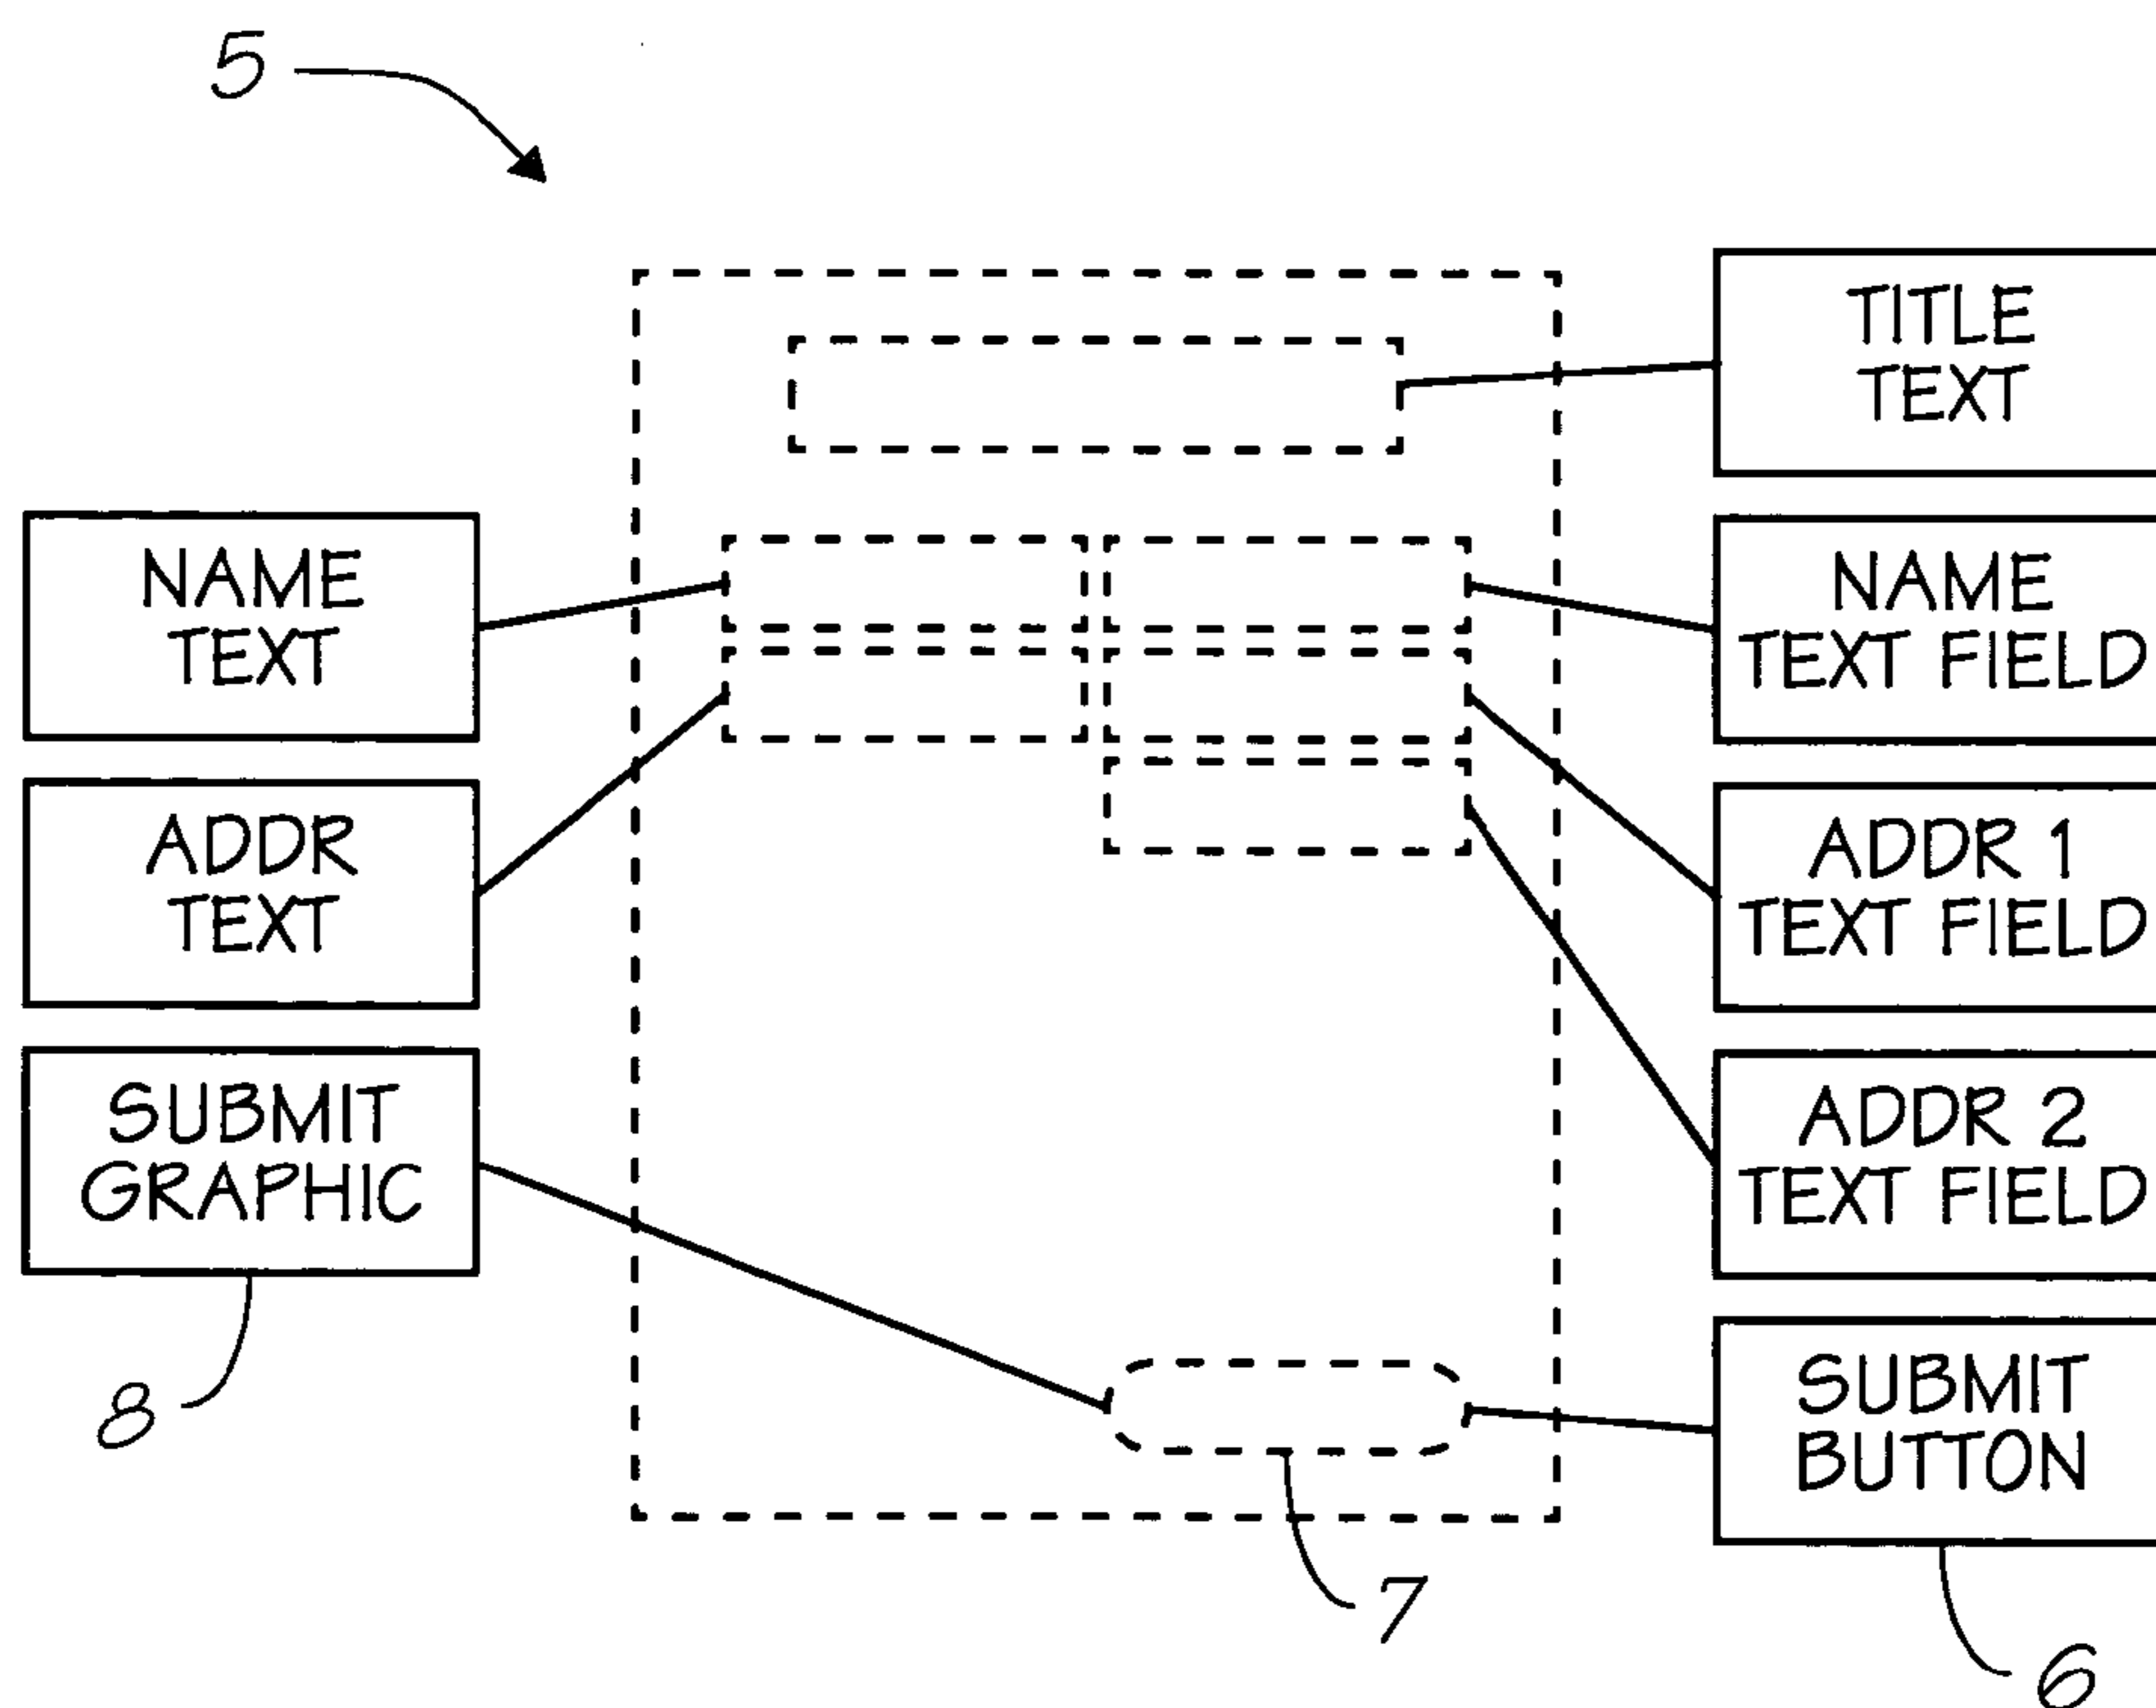 5
TITLE
TEXT
NAME
TEXT
NAME
TEXT FIELD
ADDR
TEXT
ADDR 1
TEXT FIELD
SUBMIT
GRAPHIC
ADDR 2
TEXT FIELD
SUBMIT
BUTTON
8
7
6